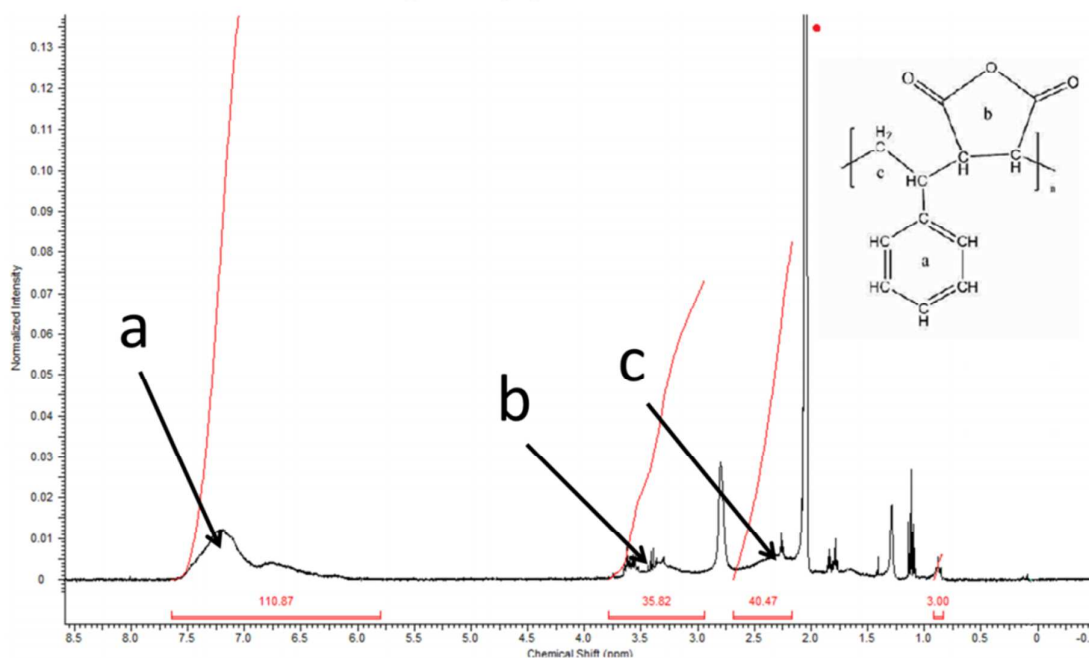 0.13
0.12
0.11
0.10
0.09
0.08
0.07
0.06
0.05
0.04
0.03
0.02
0.01
0
Normalized Intensity
a
b
c
O
O
O
b
H
C
C
H
C
H
c
HC
C
HC
CH
a
HC
CH
C
H
110.87
35.82
40.47
3.00
8.5 8.0 7.5 7.0 6.5 6.0 5.5 5.0 4.5 4.0 3.5 3.0 2.5 2.0 1.5 1.0 0.5 0
Chemical Shift (ppm)